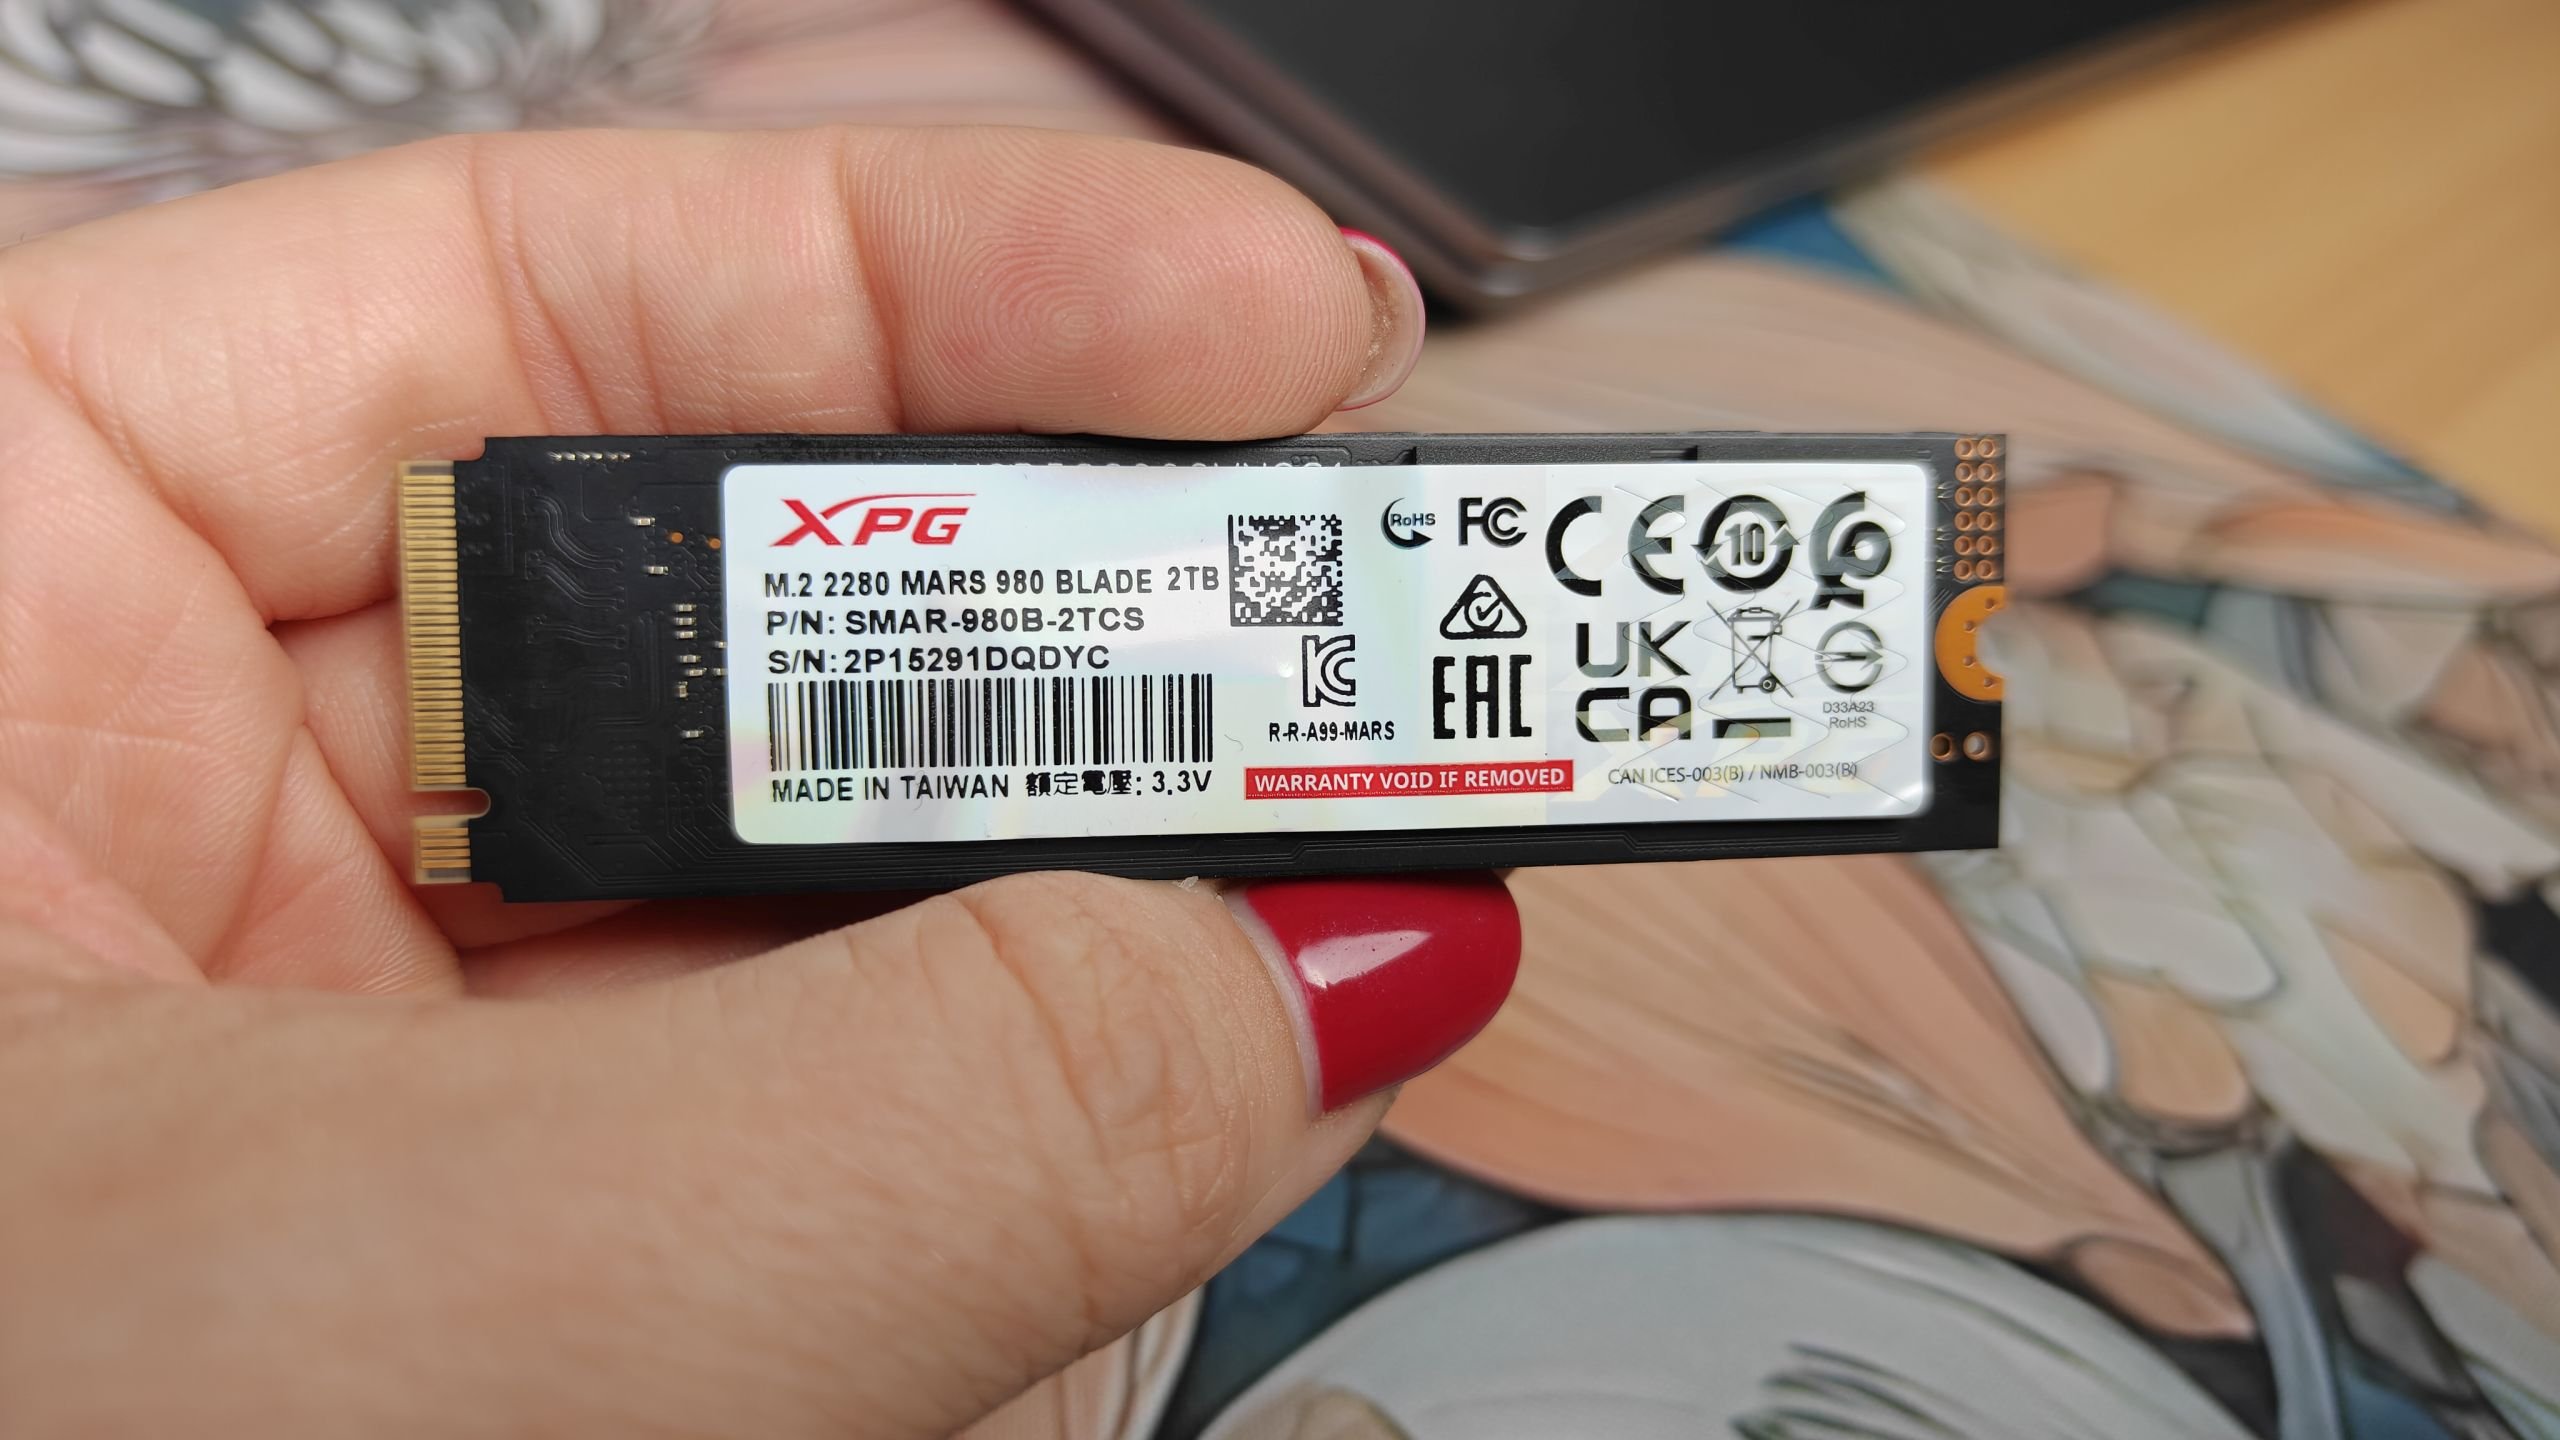 XPG
M.2 2280 MARS 980 BLADE 2TB
P/N: SMAR-980B-2TCS
S/N: 2P15291DQDYC
MADE IN TAIWAN 額定電壓: 3.3V
R-R-A99-MARS
WARRANTY VOID IF REMOVED
RoHS
FC
CE
10
EAC
UK
CA
D33A23
RoHS
CAN ICES-003(B) / NMB-003(B)